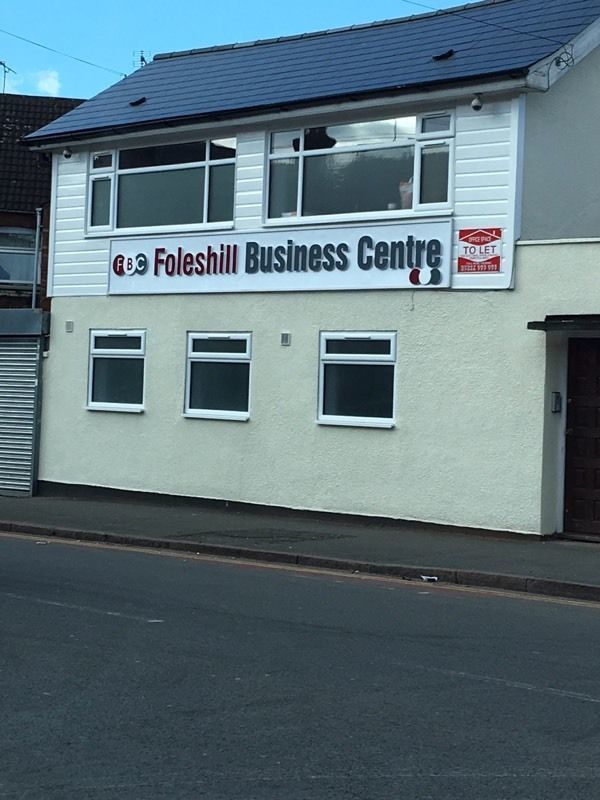 FBC Foleshill Business Centre
OFFICE SPACE
TO LET